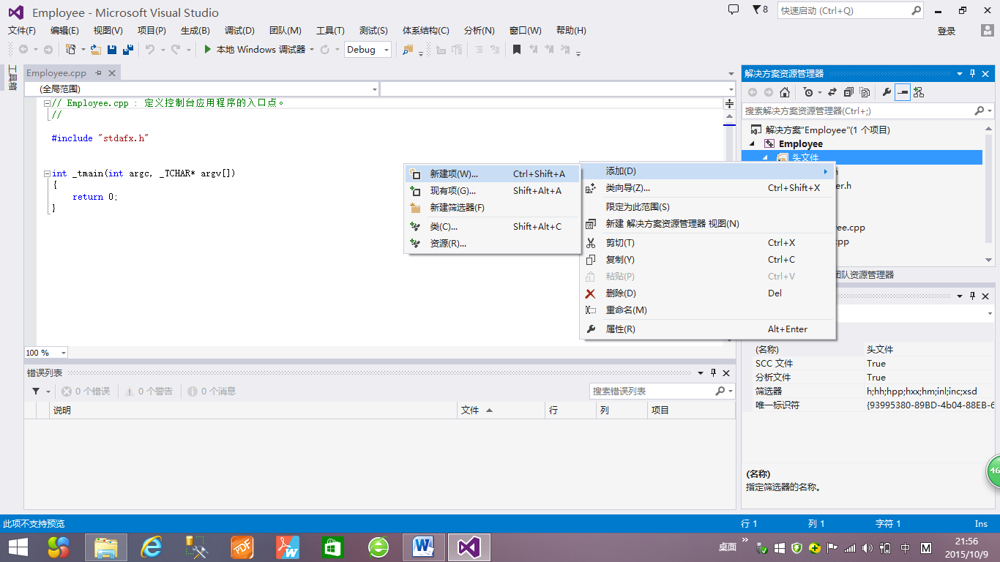 Employee - Microsoft Visual Studio
8
快速启动 (Ctrl+Q)
文件(F) 编辑(E) 视图(V) 项目(P) 生成(B) 调试(D) 团队(M) 工具(T) 测试(S) 体系结构(C) 分析(N) 窗口(W) 帮助(H)
登录
本地 Windows 调试器
Debug
工具箱
Employee.cpp
(全局范围)
// Employee.cpp : 定义控制台应用程序的入口点。
//
#include "stdafx.h"
int _tmain(int argc, _TCHAR* argv[])
{
return 0;
}
100 %
新建项(W)... Ctrl+Shift+A
现有项(G)... Shift+Alt+A
新建筛选器(F)
类(C)... Shift+Alt+C
资源(R)...
添加(D)
类向导(Z)... Ctrl+Shift+X
限定为此范围(S)
新建 解决方案资源管理器 视图(N)
剪切(T) Ctrl+X
复制(Y) Ctrl+C
粘贴(P) Ctrl+V
删除(D) Del
重命名(M)
属性(R) Alt+Enter
解决方案资源管理器
搜索解决方案资源管理器(Ctrl+;)
解决方案"Employee"(1 个项目)
Employee
头文件
er.h
ee.cpp
cpp
团队资源管理器
(名称) 头文件
SCC 文件 True
分析文件 True
筛选器 h;hh;hpp;hxx;hm;inl;inc;xsd
唯一标识符 {93995380-89BD-4b04-88EB-6
(名称)
指定筛选器的名称。
46
错误列表
0 个错误 0 个警告 0 个消息
搜索错误列表
说明 文件 行 列 项目
此项不支持预览
行 1 列 1 字符 1 Ins
桌面
中
M
21:56
2015/10/9